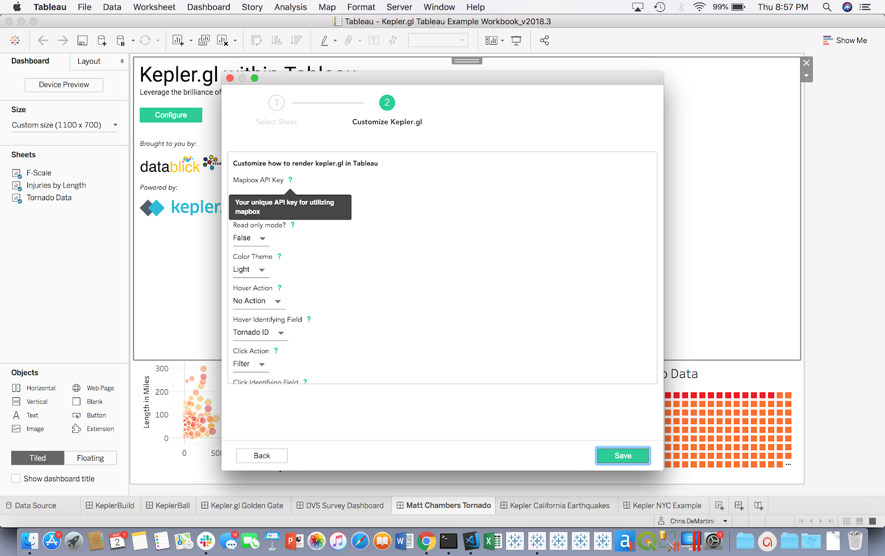 Tableau File Data Worksheet Dashboard Story Analysis Map Format Server Window Help
99% Thu 8:57 PM
Tableau - Kepler.gl Tableau Example Workbook_v2018.3
Show Me
Dashboard Layout
Device Preview
Size
Custom size (1100 x 700)
Sheets
F-Scale
Injuries by Length
Tornado Data
Objects
Horizontal Web Page
Vertical Blank
Text Button
Image Extension
Tiled Floating
Show dashboard title
Kepler.gl within Tableau
Leverage the brilliance of
Configure
Brought to you by:
datablick
Powered by:
kepler.
1 2
Select Sheet Customize Kepler.gl
Customize how to render kepler.gl in Tableau
Mapbox API Key ?
Your unique API key for utilizing
mapbox
Read only mode? ?
False
Color Theme ?
Light
Hover Action ?
No Action
Hover Identifying Field ?
Tornado ID
Click Action ?
Filter
Click Identifying Field ?
Back Save
Length in Miles
300
200
100
0
0 50
o Data
Data Source KeplerBuild KeplerBall Kepler.gl Golden Gate DVS Survey Dashboard Matt Chambers Tornado Kepler California Earthquakes Kepler NYC Example
Chris DeMartini